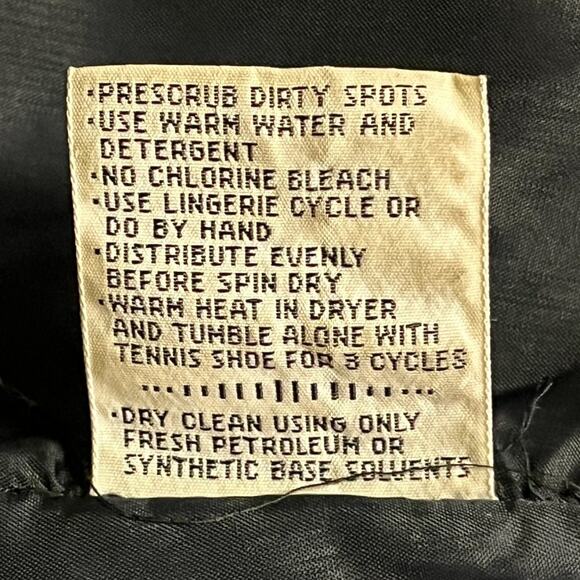 ·PRESCRUB DIRTY SPOTS
·USE WARM WATER AND
DETERGENT
·NO CHLORINE BLEACH
·USE LINGERIE CYCLE OR
DO BY HAND
·DISTRIBUTE EVENLY
BEFORE SPIN DRY
·WARM HEAT IN DRYER
AND TUMBLE ALONE WITH
TENNIS SHOE FOR 3 CYCLES
·DRY CLEAN USING ONLY
FRESH PETROLEUM OR
SYNTHETIC BASE SOLVENTS